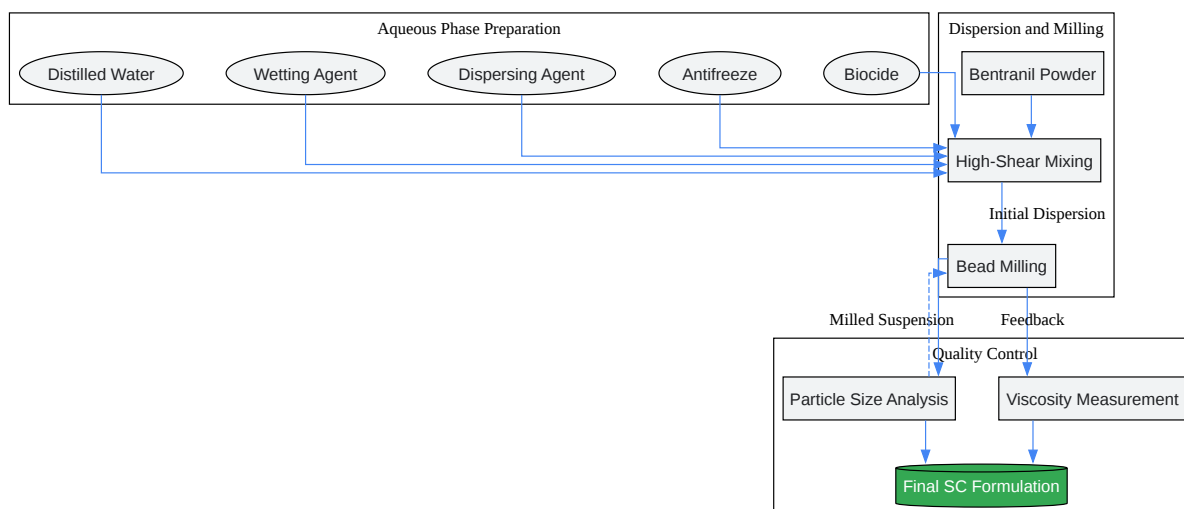 Aqueous Phase Preparation
Dispersion and Milling
Distilled Water
Wetting Agent
Dispersing Agent
Antifreeze
Biocide
Bentranil Powder
High-Shear Mixing
Initial Dispersion
Bead Milling
Milled Suspension
Feedback
Quality Control
Particle Size Analysis
Viscosity Measurement
Final SC Formulation